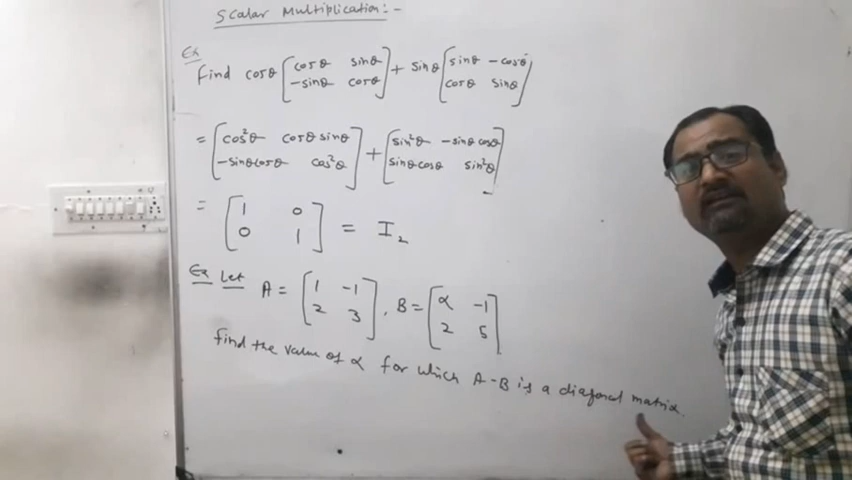 Scalar Multiplication:-
Ex
Find cosθ [cosθ sinθ] + sinθ [sinθ -cosθ]
[-sinθ cosθ] [cosθ sinθ]
= [cos²θ cosθ sinθ] + [sin²θ -sinθ cosθ]
[-sinθ cosθ cos²θ] [sinθ cosθ sin²θ]
= [1 0] = I₂
[0 1]
Ex Let A = [1 -1], B = [α -1]
[2 3] [2 5]
find the value of α for which A-B is a diagonal matrix.